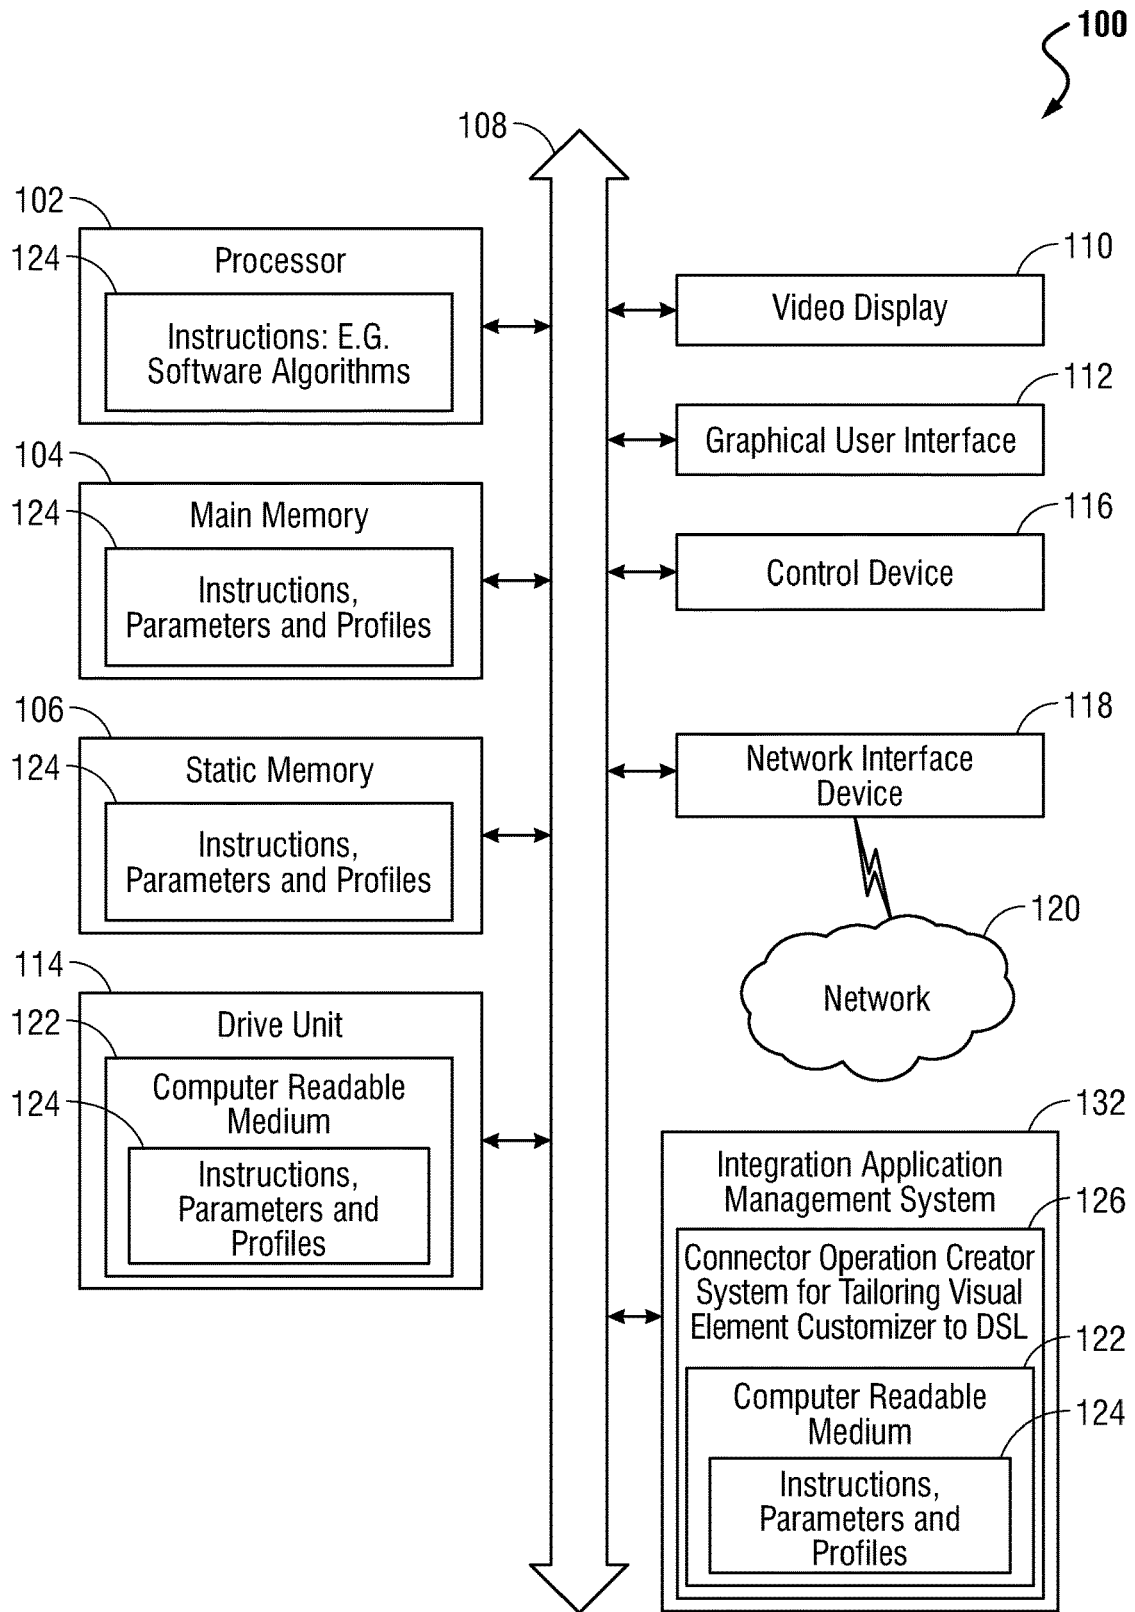 100
108
102
124
Processor
Instructions: E.G.
Software Algorithms
104
124
Main Memory
Instructions,
Parameters and Profiles
106
124
Static Memory
Instructions,
Parameters and Profiles
114
122
124
Drive Unit
Computer Readable
Medium
Instructions,
Parameters and
Profiles
110
Video Display
112
Graphical User Interface
116
Control Device
118
Network Interface
Device
120
Network
132
Integration Application
Management System
126
Connector Operation Creator
System for Tailoring Visual
Element Customizer to DSL
122
Computer Readable
Medium
124
Instructions,
Parameters and
Profiles